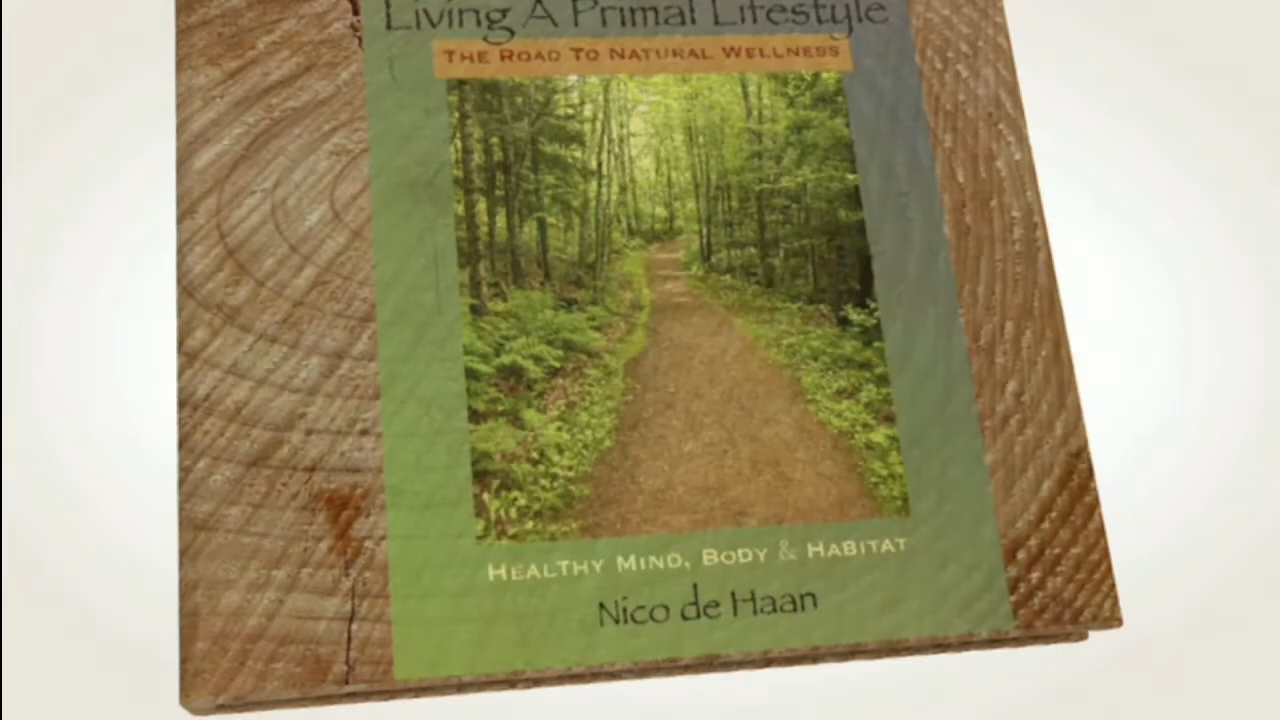 Living A Primal Lifestyle
THE ROAD TO NATURAL WELLNESS
HEALTHY MIND, BODY & HABITAT
Nico de Haan